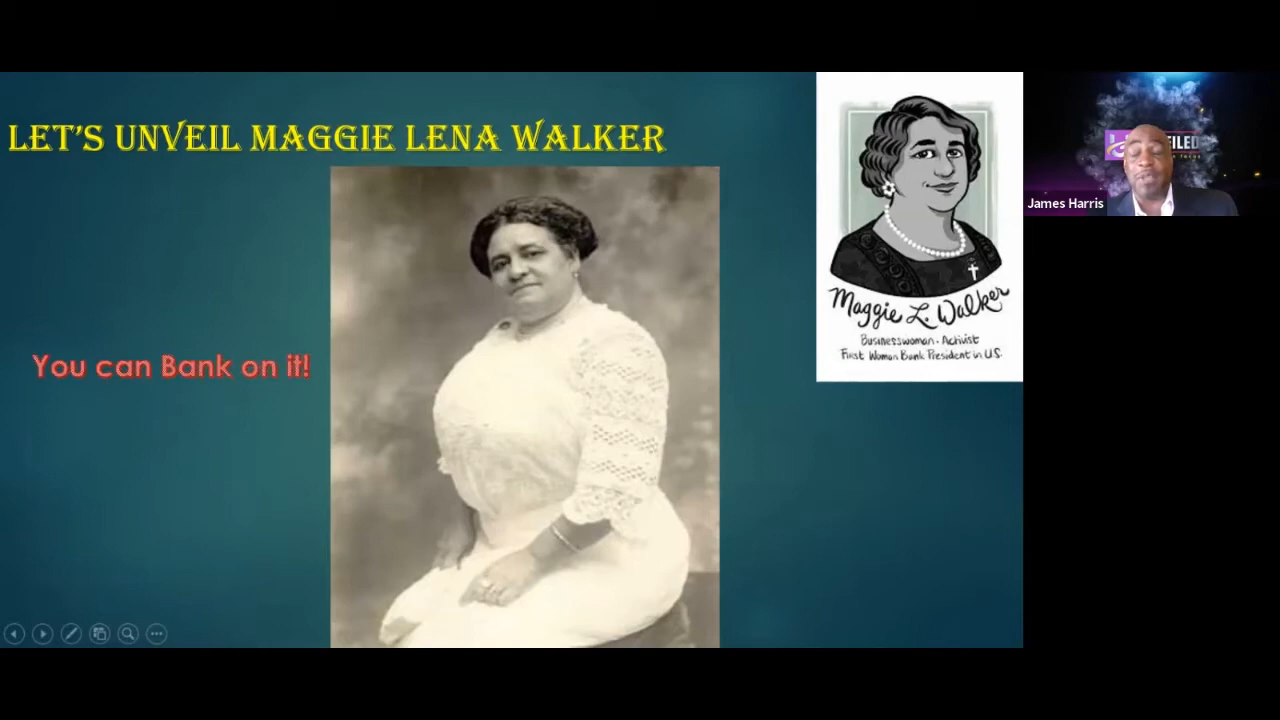 LET'S UNVEIL MAGGIE LENA WALKER
You can Bank on it!
Maggie L. Walker
Businesswoman - Activist
First Woman Bank President in U.S.
James Harris